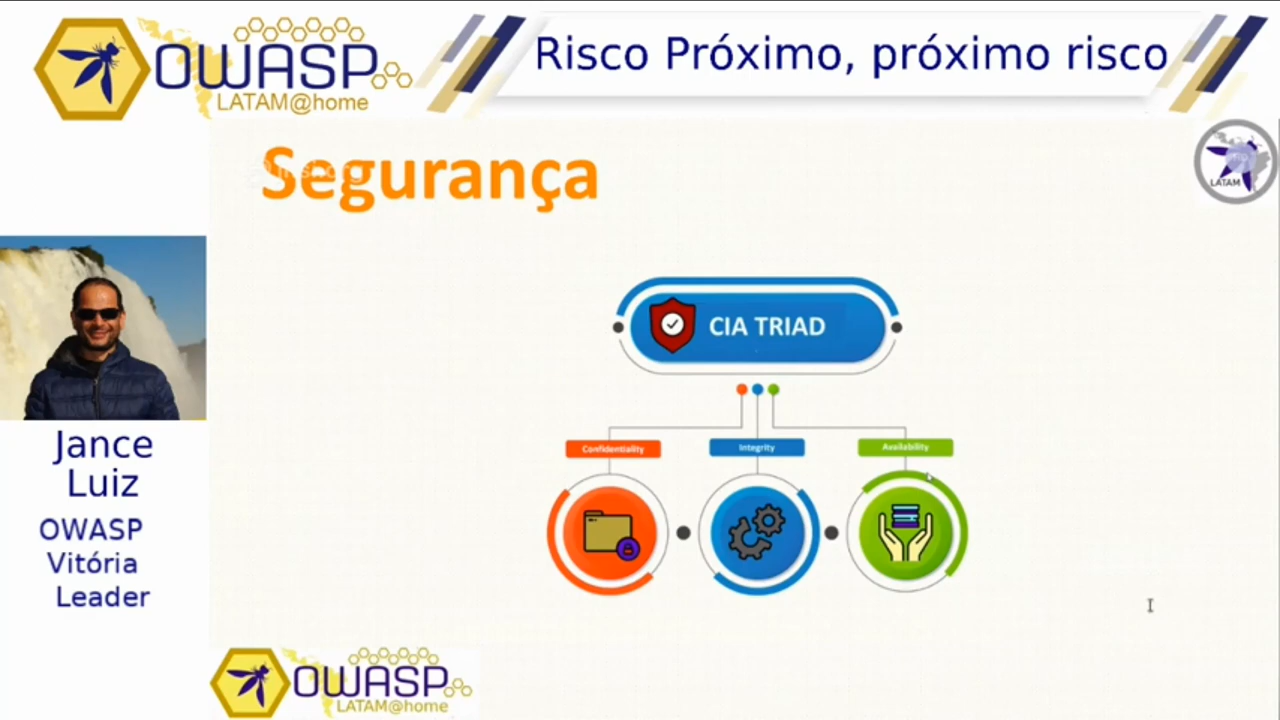 OWASP
LATAM@home
Risco Próximo, próximo risco
Segurança
LATAM
CIA TRIAD
Confidentiality
Integrity
Availability
Jance
Luiz
OWASP
Vitória
Leader
OWASP
LATAM@home